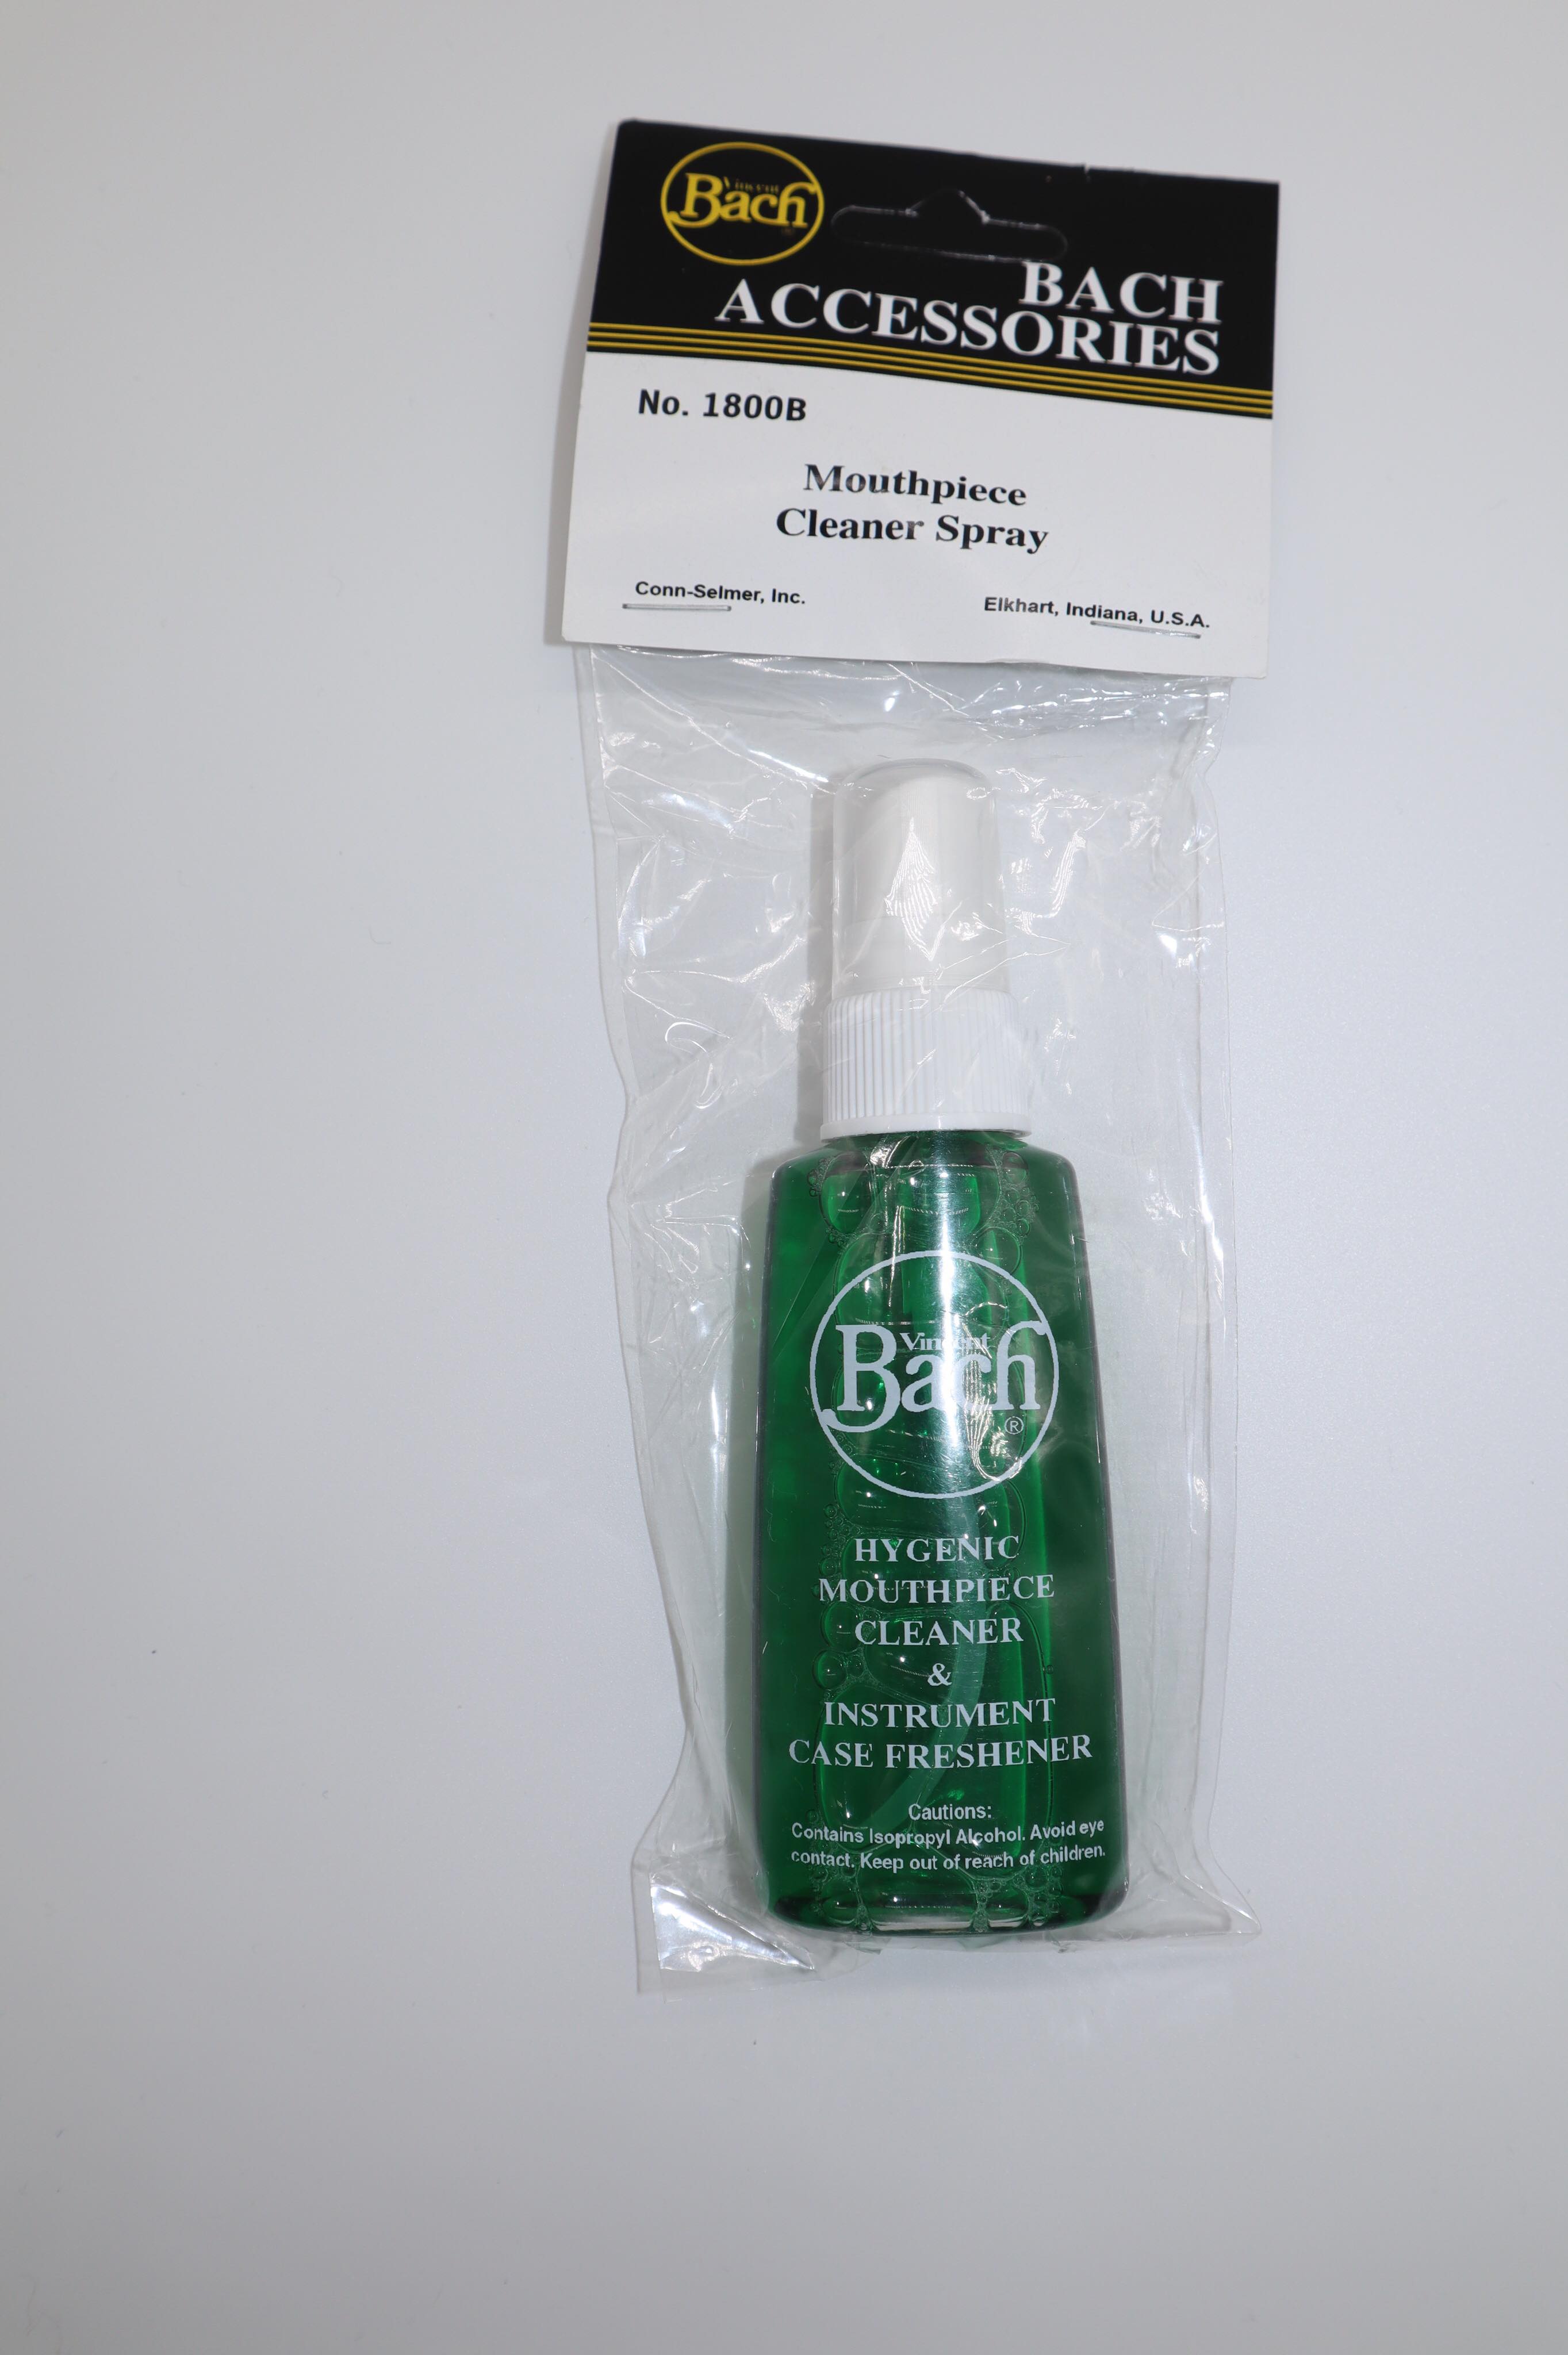 Vincent
Bach
BACH
ACCESSORIES
No. 1800B
Mouthpiece
Cleaner Spray
Conn-Selmer, Inc. Elkhart, Indiana, U.S.A.
Vincent
Bach
®
HYGENIC
MOUTHPIECE
CLEANER
&
INSTRUMENT
CASE FRESHENER
Cautions:
Contains Isopropyl Alcohol. Avoid eye
contact. Keep out of reach of children.